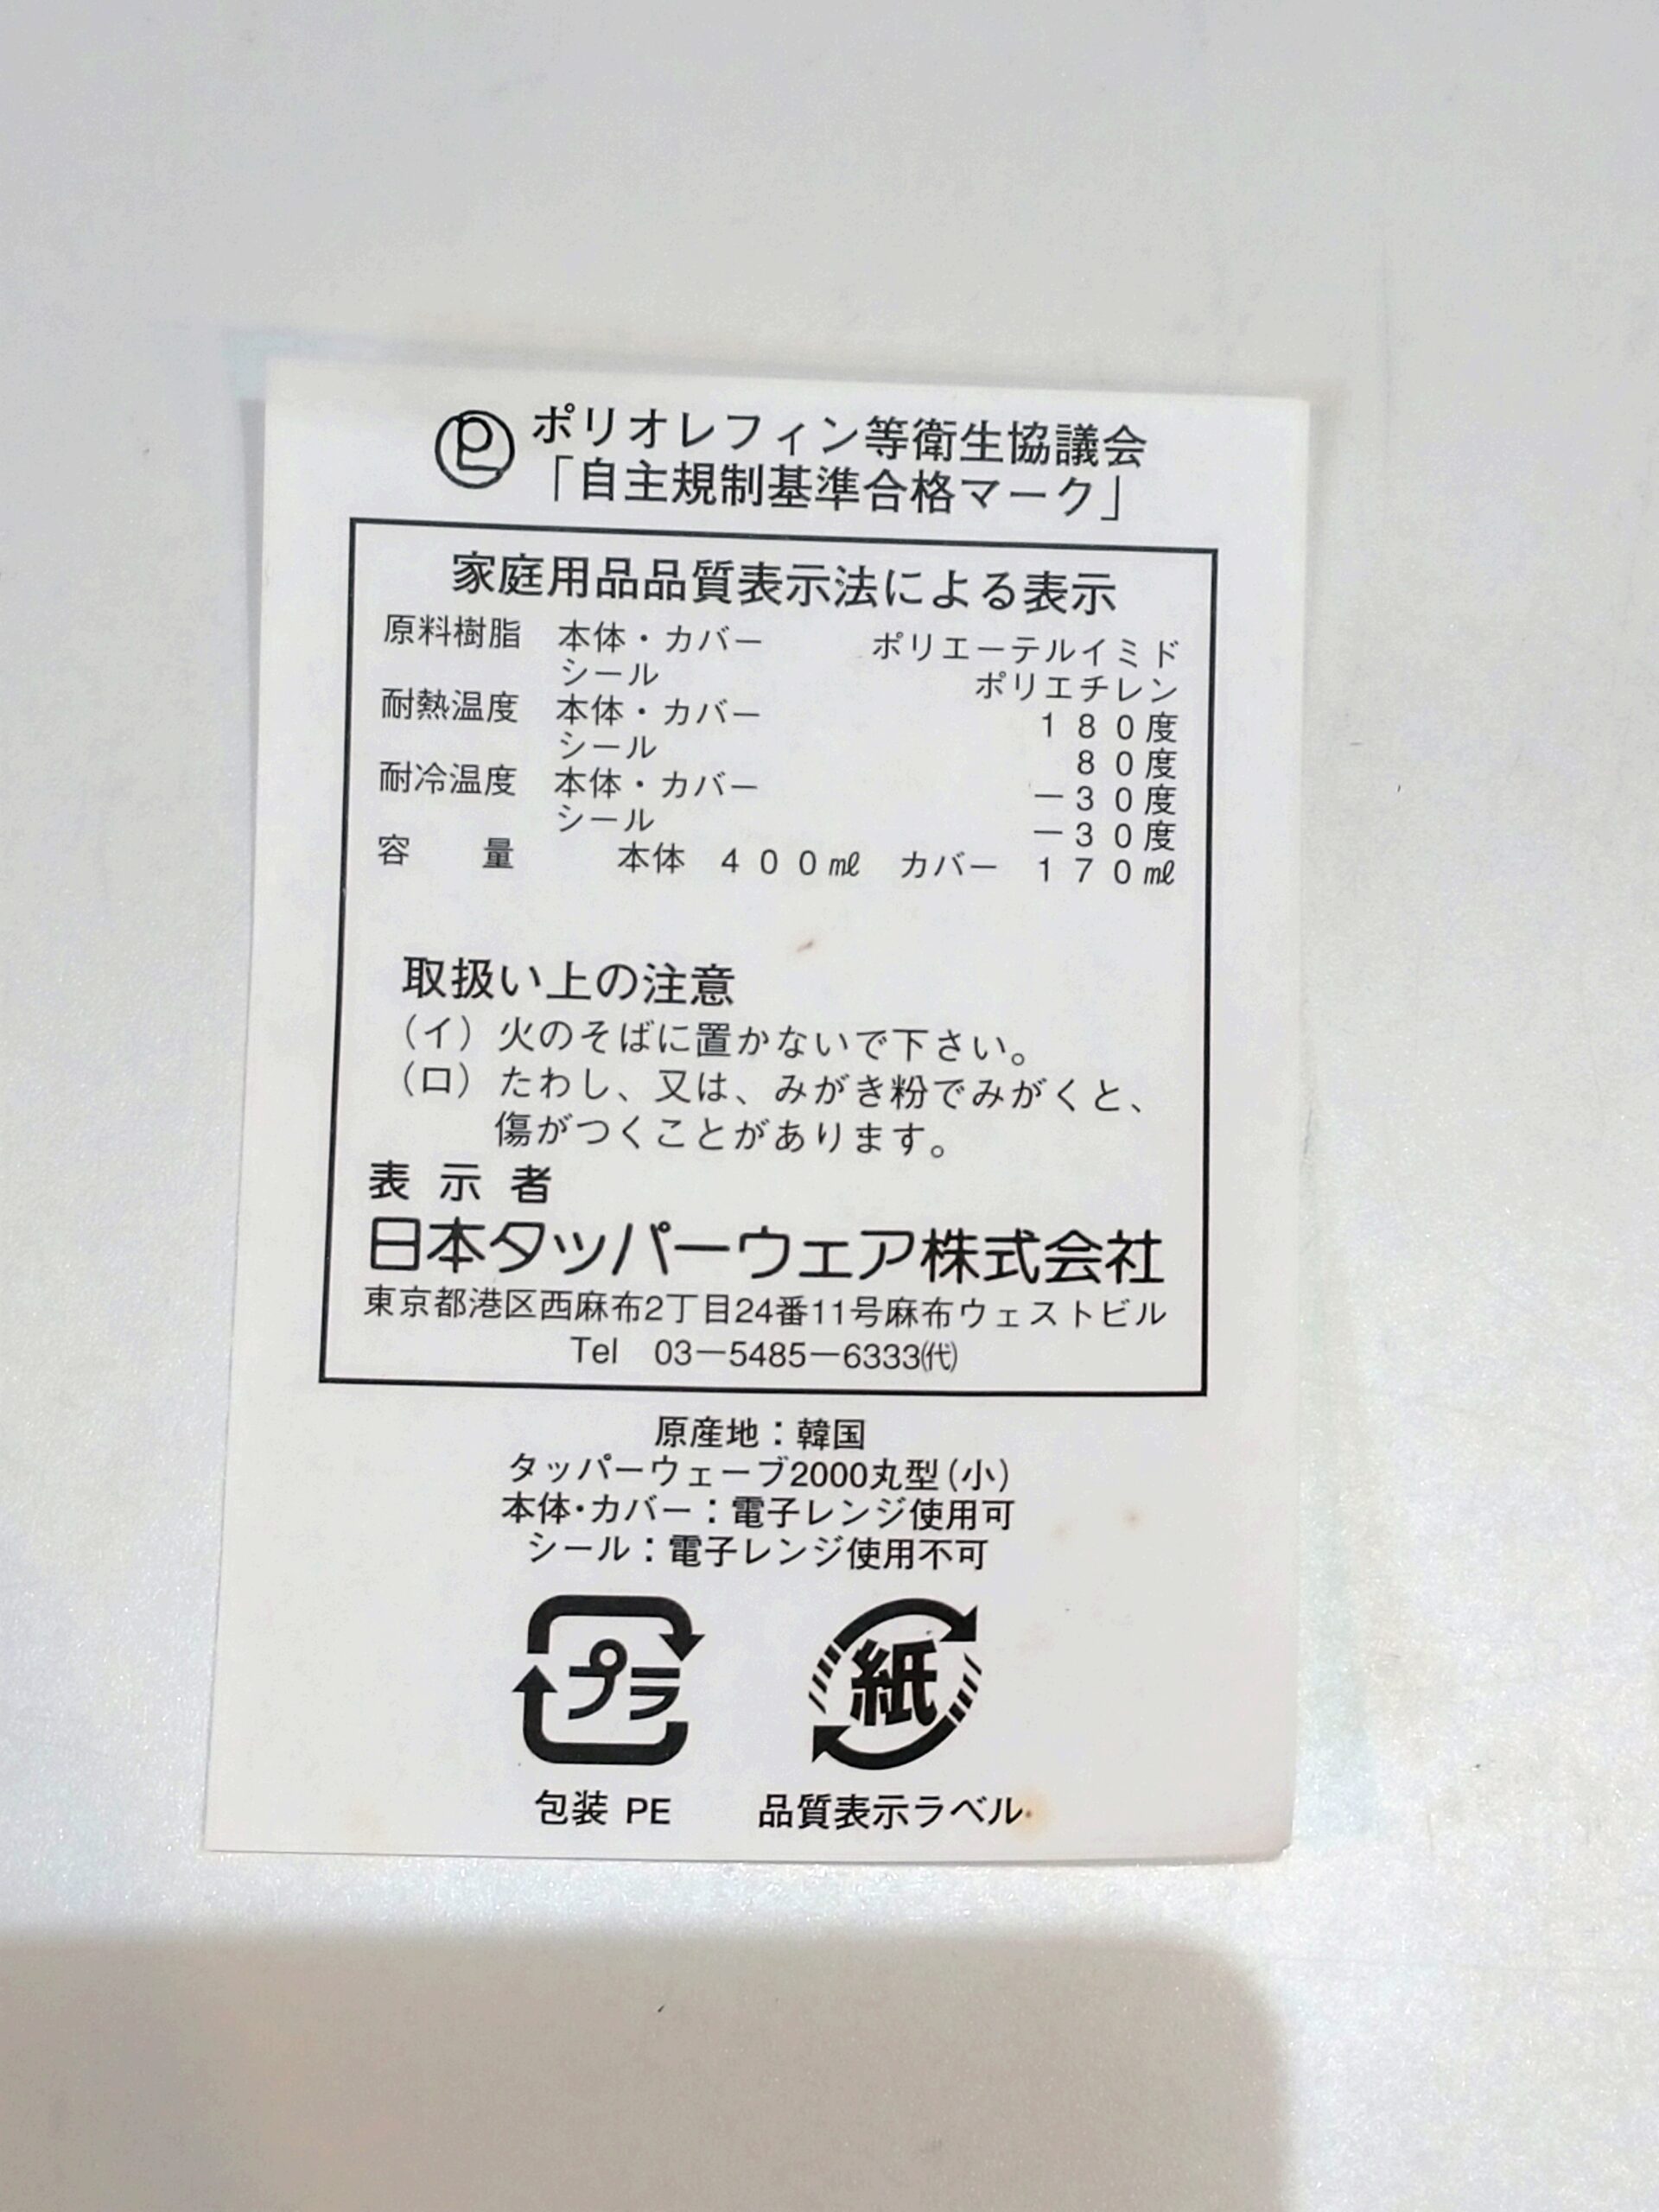 ポリオレフィン等衛生協議会
「自主規制基準合格マーク」
家庭用品品質表示法による表示
原料樹脂 本体・カバー ポリエーテルイミド
シール ポリエチレン
耐熱温度 本体・カバー 180度
シール 80度
耐冷温度 本体・カバー −30度
シール −30度
容量 本体 400㎖ カバー 170㎖
取扱い上の注意
（イ）火のそばに置かないで下さい。
（ロ）たわし、又は、みがき粉でみがくと、
傷がつくことがあります。
表示者
日本タッパーウェア株式会社
東京都港区西麻布2丁目24番11号麻布ウェストビル
Tel 03−5485−6333㈹
原産地：韓国
タッパーウェーブ2000丸型（小）
本体・カバー：電子レンジ使用可
シール：電子レンジ使用不可
プラ 紙
包装 PE 品質表示ラベル